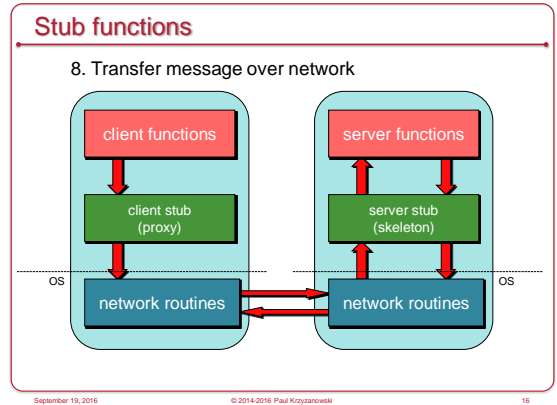 Stub functions
8. Transfer message over network
client functions
server functions
client stub
(proxy)
server stub
(skeleton)
OS
OS
network routines
network routines
September 19, 2016
© 2014-2016 Paul Krzyzanowski
16